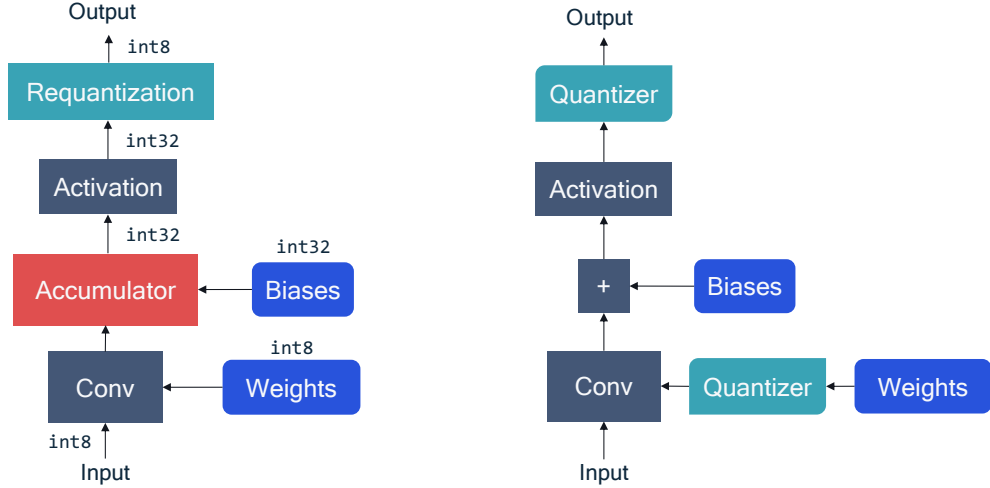 Output
int8
Requantization
int32
Activation
int32
int32
Accumulator
Biases
int8
Conv
Weights
int8
Input
Output
Quantizer
Activation
+
Biases
Conv
Quantizer
Weights
Input